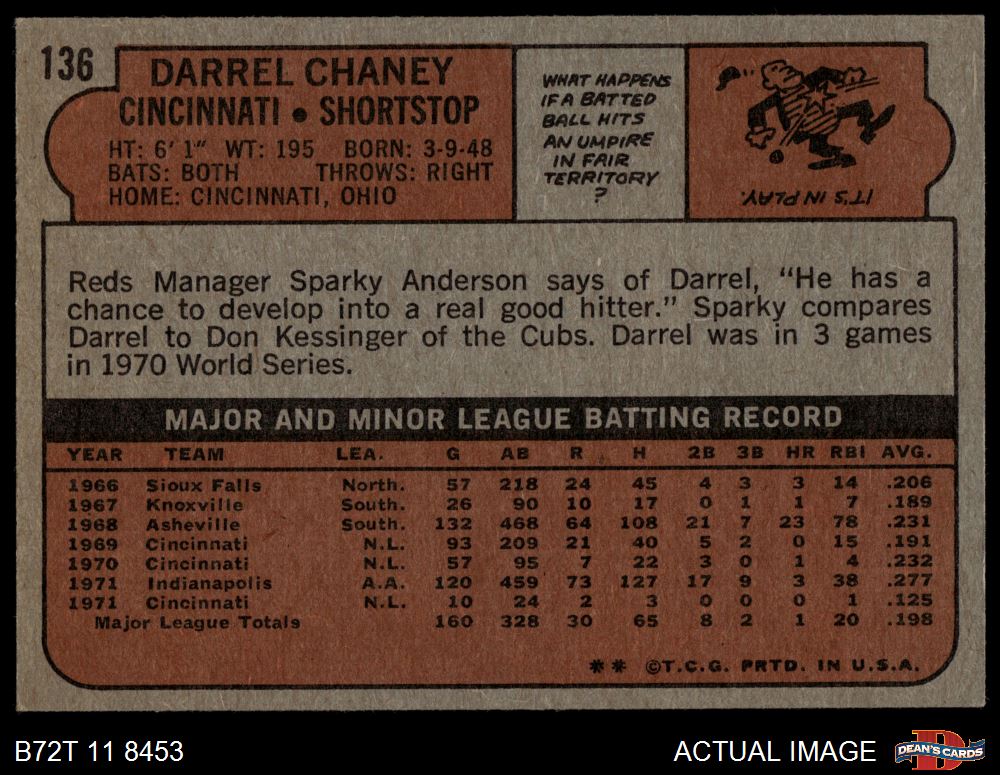 136
DARREL CHANEY
CINCINNATI • SHORTSTOP
HT: 6' 1" WT: 195 BORN: 3-9-48
BATS: BOTH THROWS: RIGHT
HOME: CINCINNATI, OHIO
WHAT HAPPENS
IF A BATTED
BALL HITS
AN UMPIRE
IN FAIR
TERRITORY
?
IT'S IN PLAY.
Reds Manager Sparky Anderson says of Darrel, “He has a
chance to develop into a real good hitter.” Sparky compares
Darrel to Don Kessinger of the Cubs. Darrel was in 3 games
in 1970 World Series.
MAJOR AND MINOR LEAGUE BATTING RECORD
YEAR TEAM LEA. G AB R H 2B 3B HR RBI AVG.
1966 Sioux Falls North. 57 218 24 45 4 3 3 14 .206
1967 Knoxville South. 26 90 10 17 0 1 1 7 .189
1968 Asheville South. 132 468 64 108 21 7 23 78 .231
1969 Cincinnati N.L. 93 209 21 40 5 2 0 15 .191
1970 Cincinnati N.L. 57 95 7 22 3 0 1 4 .232
1971 Indianapolis A.A. 120 459 73 127 17 9 3 38 .277
1971 Cincinnati N.L. 10 24 2 3 0 0 0 1 .125
Major League Totals 160 328 30 65 8 2 1 20 .198
** ©T.C.G. PRTD. IN U.S.A.
B72T 11 8453
ACTUAL IMAGE
DEAN'S CARDS